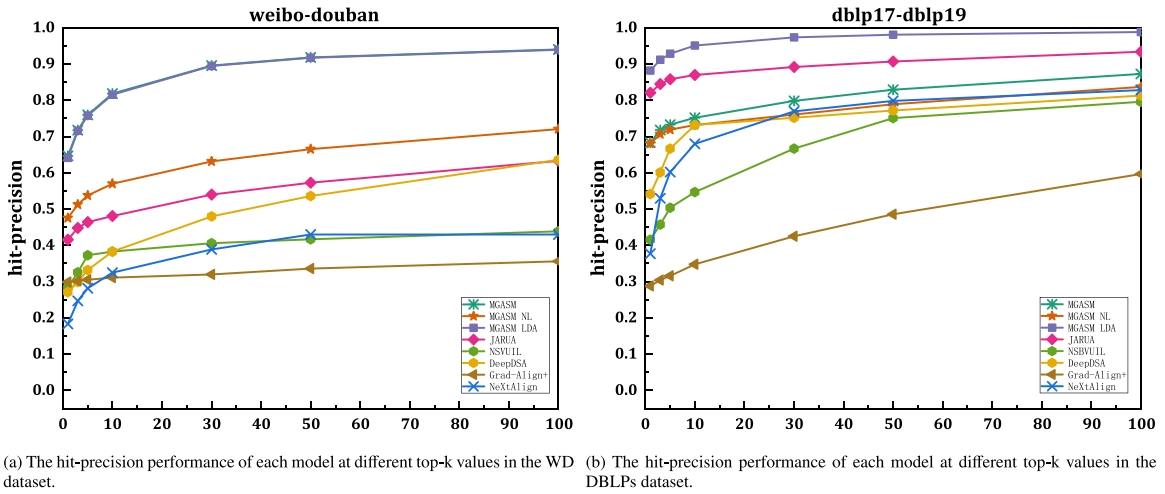 weibo-douban
1.0
0.9
0.8
0.7
0.6
0.5
0.4
0.3
0.2
0.1
0.0
hit-precision
MGASM
MGASM NL
MGASM LDA
JARUA
NSVUIL
DeepDSA
Grad-Align+
NeXtAlign
0 10 20 30 40 50 60 70 80 90 100
(a) The hit-precision performance of each model at different top-k values in the WD
dataset.
dblp17-dblp19
1.0
0.9
0.8
0.7
0.6
0.5
0.4
0.3
0.2
0.1
0.0
hit-precision
MGASM
MGASM NL
MGASM LDA
JARUA
NSBVUIL
DeepDSA
Grad-Align+
NeXtAlign
0 10 20 30 40 50 60 70 80 90 100
(b) The hit-precision performance of each model at different top-k values in the
DBLPs dataset.